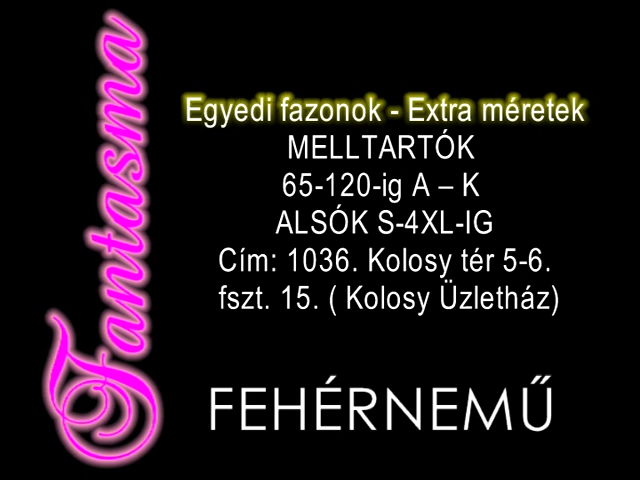 Fantasma
Egyedi fazonok - Extra méretek
MELLTARTÓK
65-120-ig A – K
ALSÓK S-4XL-IG
Cím: 1036. Kolosy tér 5-6.
fszt. 15. ( Kolosy Üzletház)
FEHÉRNEMŰ